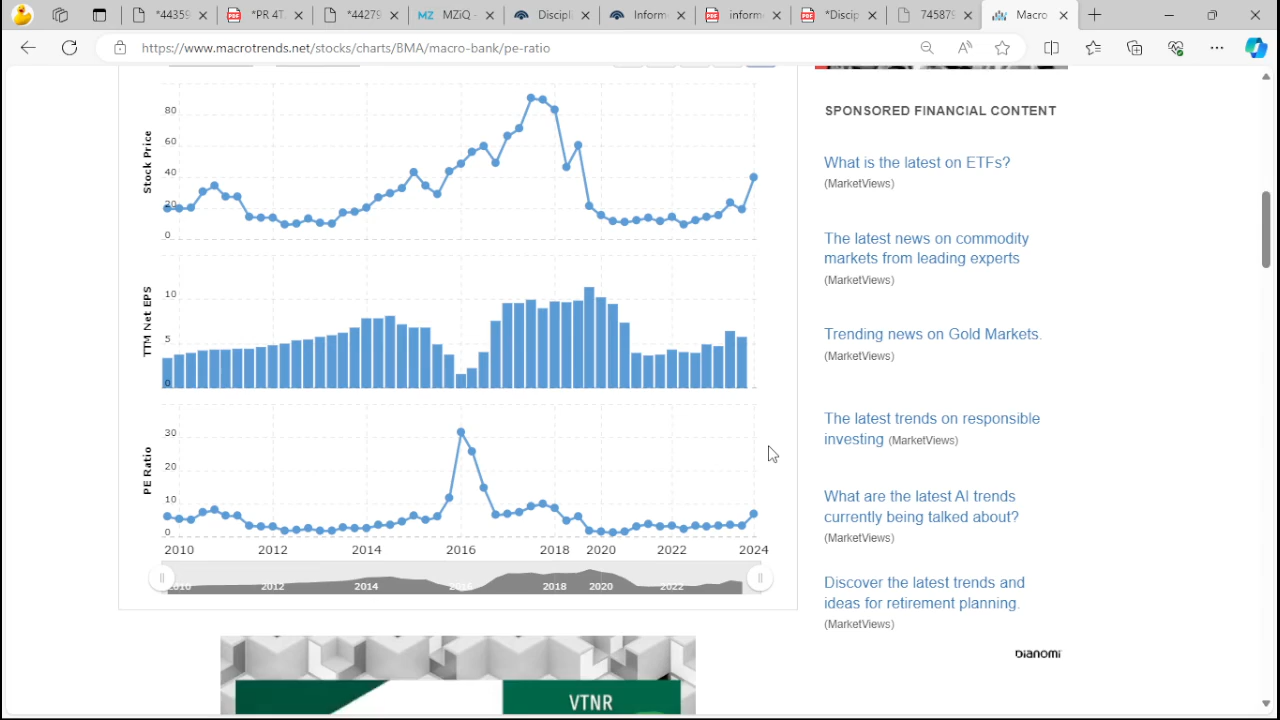 *44359
*PR 4T.
*44279
MZ MZiQ -
Discipli
Inform
inform
*Discip
745879
Macro
https://www.macrotrends.net/stocks/charts/BMA/macro-bank/pe-ratio
Stock Price
80
60
40
20
0
TTM Net EPS
10
5
0
PE Ratio
30
20
10
0
2010 2012 2014 2016 2018 2020 2022 2024
2010 2012 2014 2016 2018 2020 2022
VTNR
SPONSORED FINANCIAL CONTENT
What is the latest on ETFs?
(MarketViews)
The latest news on commodity
markets from leading experts
(MarketViews)
Trending news on Gold Markets.
(MarketViews)
The latest trends on responsible
investing (MarketViews)
What are the latest AI trends
currently being talked about?
(MarketViews)
Discover the latest trends and
ideas for retirement planning.
(MarketViews)
bianomi